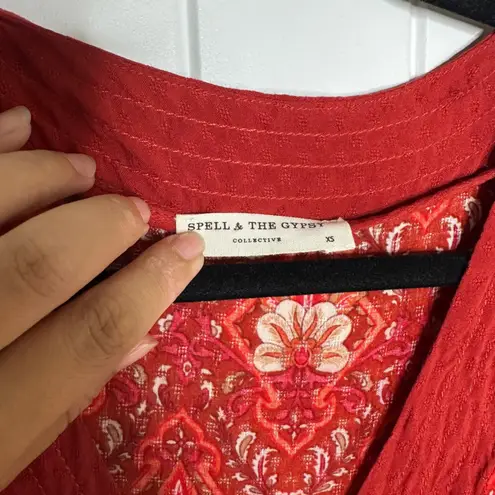 SPELL & THE GYPSY
COLLECTIVE XS